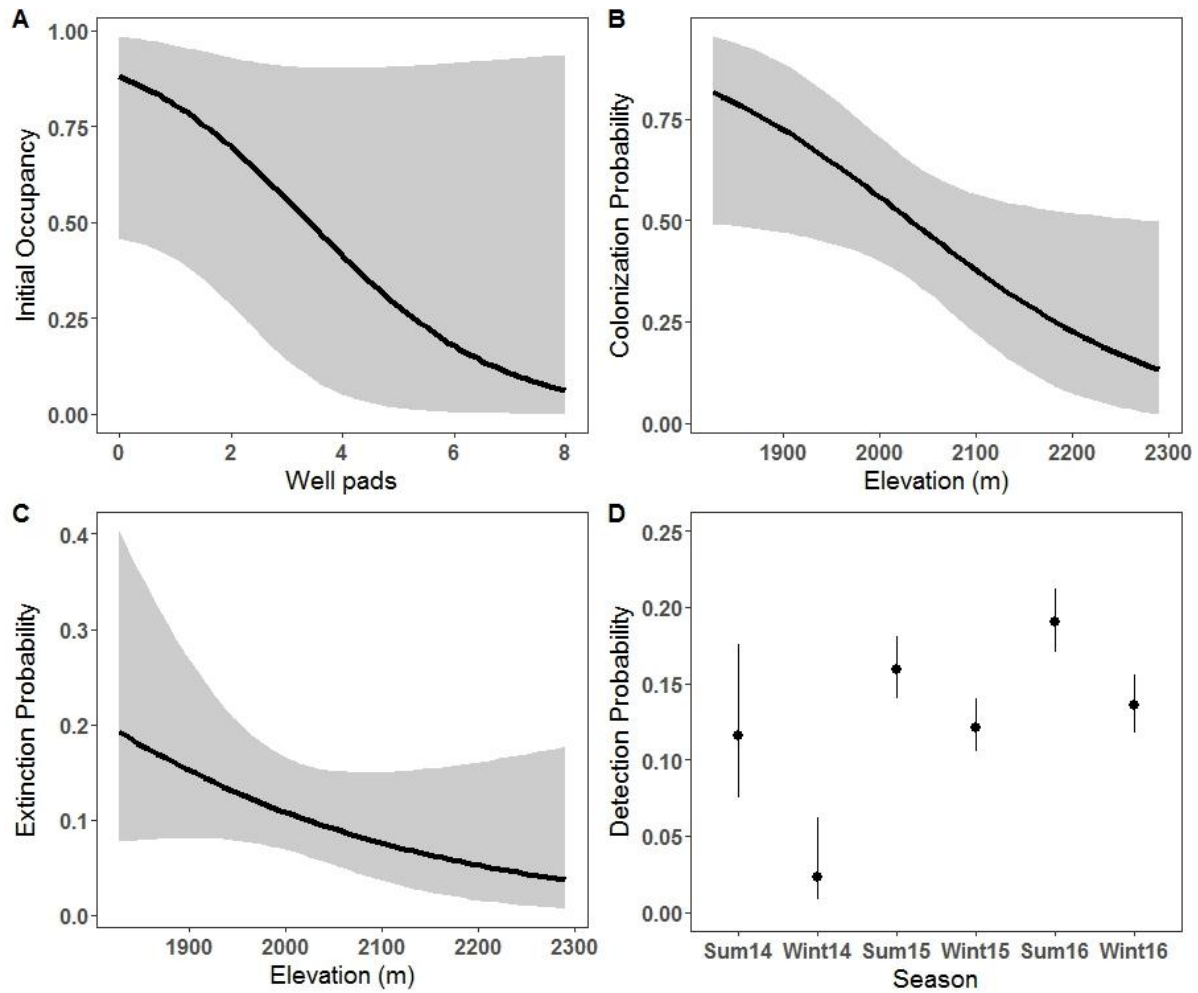 A
1.00
0.75
0.50
0.25
0.00
Initial Occupancy
0 2 4 6 8
Well pads
B
0.75
0.50
0.25
0.00
Colonization Probability
1900 2000 2100 2200 2300
Elevation (m)
C
0.4
0.3
0.2
0.1
0.0
Extinction Probability
1900 2000 2100 2200 2300
Elevation (m)
D
0.25
0.20
0.15
0.10
0.05
0.00
Detection Probability
Sum14 Wint14 Sum15 Wint15 Sum16 Wint16
Season